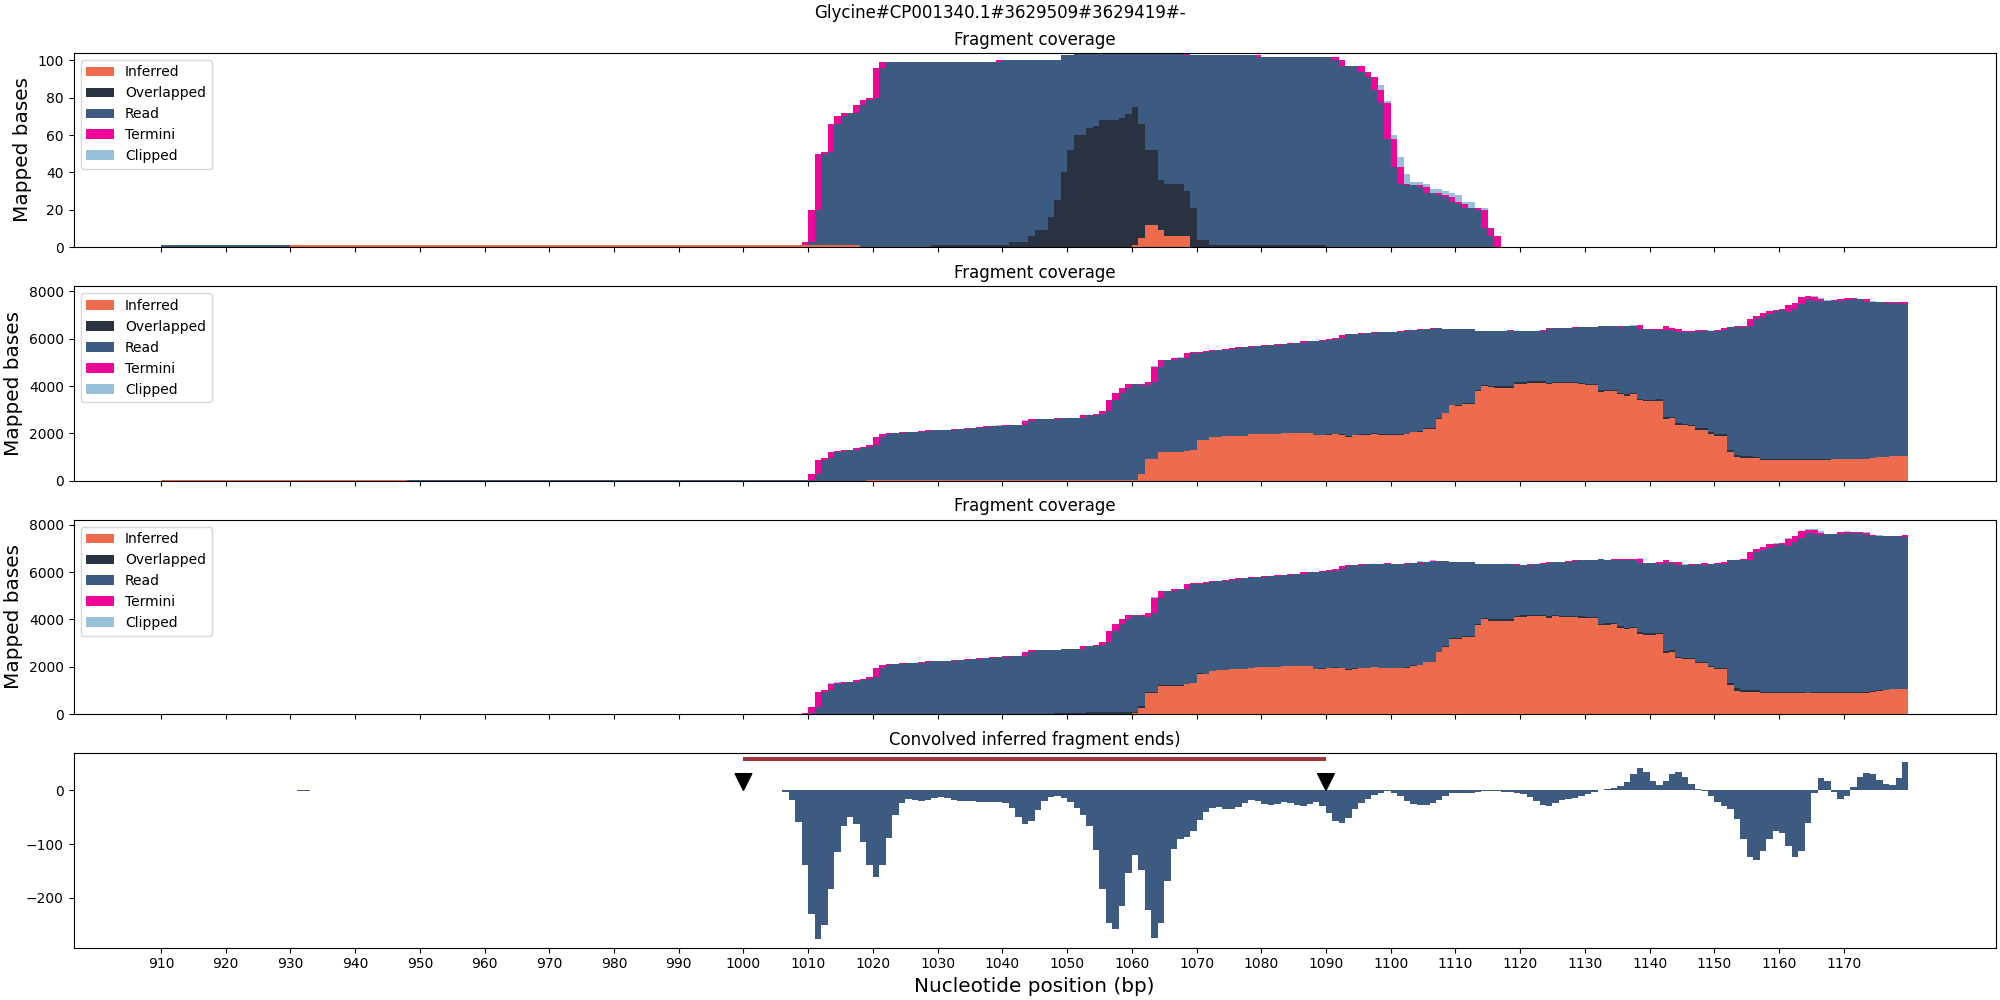 Glycine#CP001340.1#3629509#3629419#-
Fragment coverage
Mapped bases
100
80
60
40
20
0
Inferred
Overlapped
Read
Termini
Clipped
Fragment coverage
Mapped bases
8000
6000
4000
2000
0
Inferred
Overlapped
Read
Termini
Clipped
Fragment coverage
Mapped bases
8000
6000
4000
2000
0
Inferred
Overlapped
Read
Termini
Clipped
Convolved inferred fragment ends)
0
−100
−200
910 920 930 940 950 960 970 980 990 1000 1010 1020 1030 1040 1050 1060 1070 1080 1090 1100 1110 1120 1130 1140 1150 1160 1170
Nucleotide position (bp)